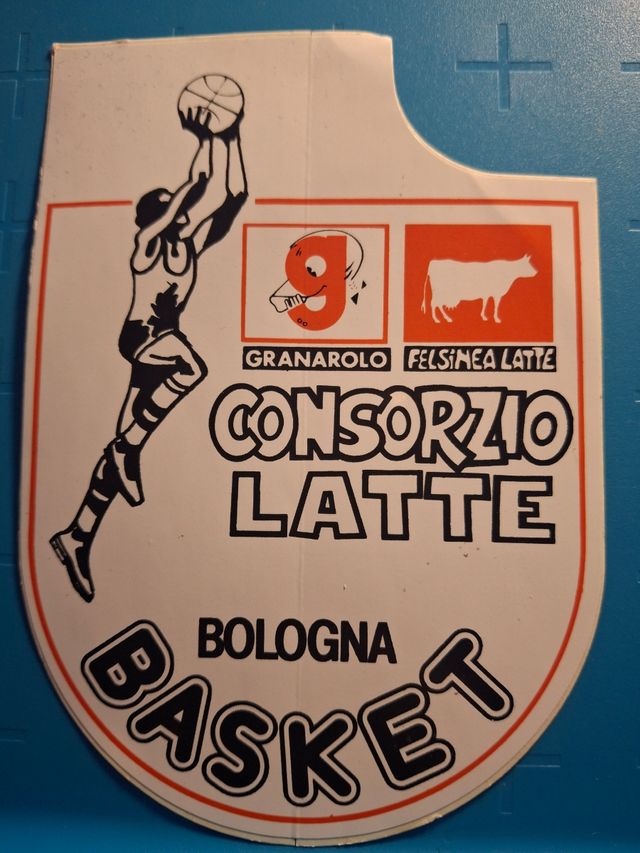 g
GRANAROLO FELSINEA LATTE
CONSORZIO
LATTE
BOLOGNA
BASKET